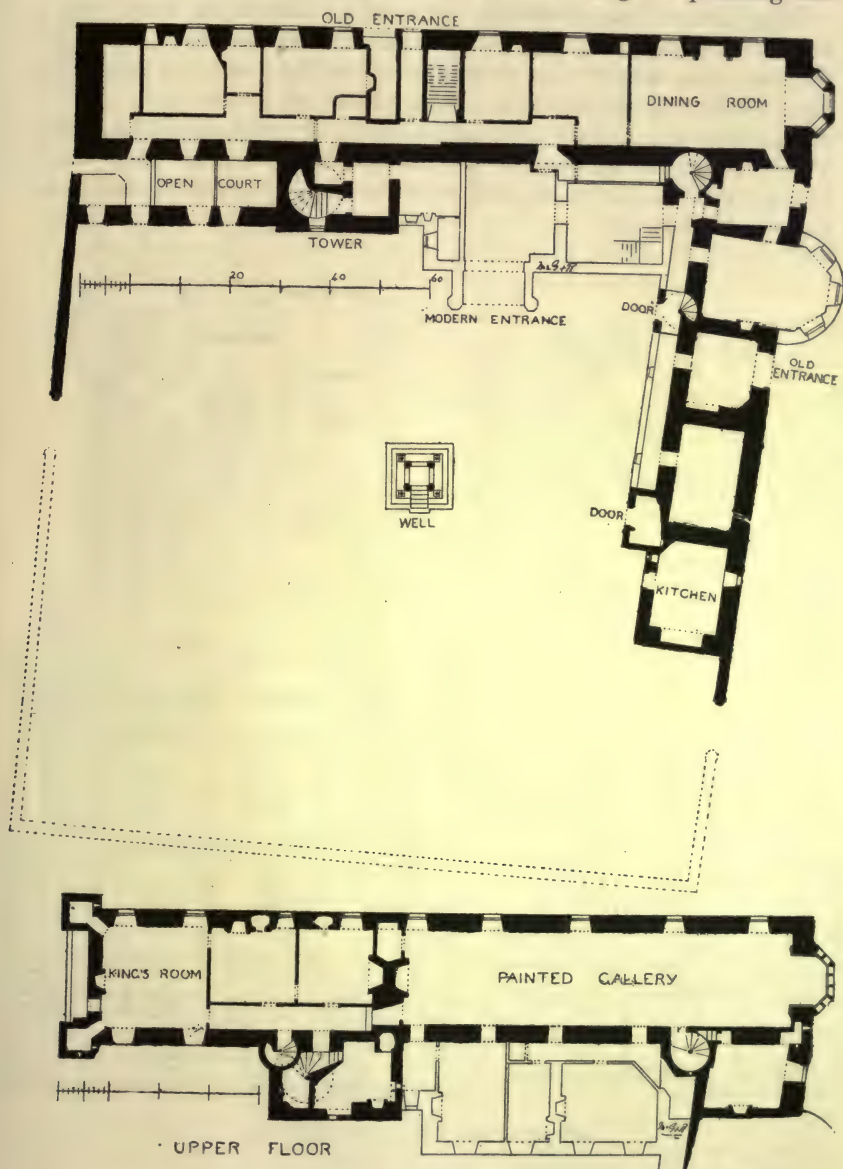 OLD ENTRANCE
DINING ROOM
OPEN COURT
TOWER
20 40 60
MODERN ENTRANCE
DOOR
OLD
ENTRANCE
WELL
DOOR
KITCHEN
KING'S ROOM
PAINTED GALLERY
UPPER FLOOR